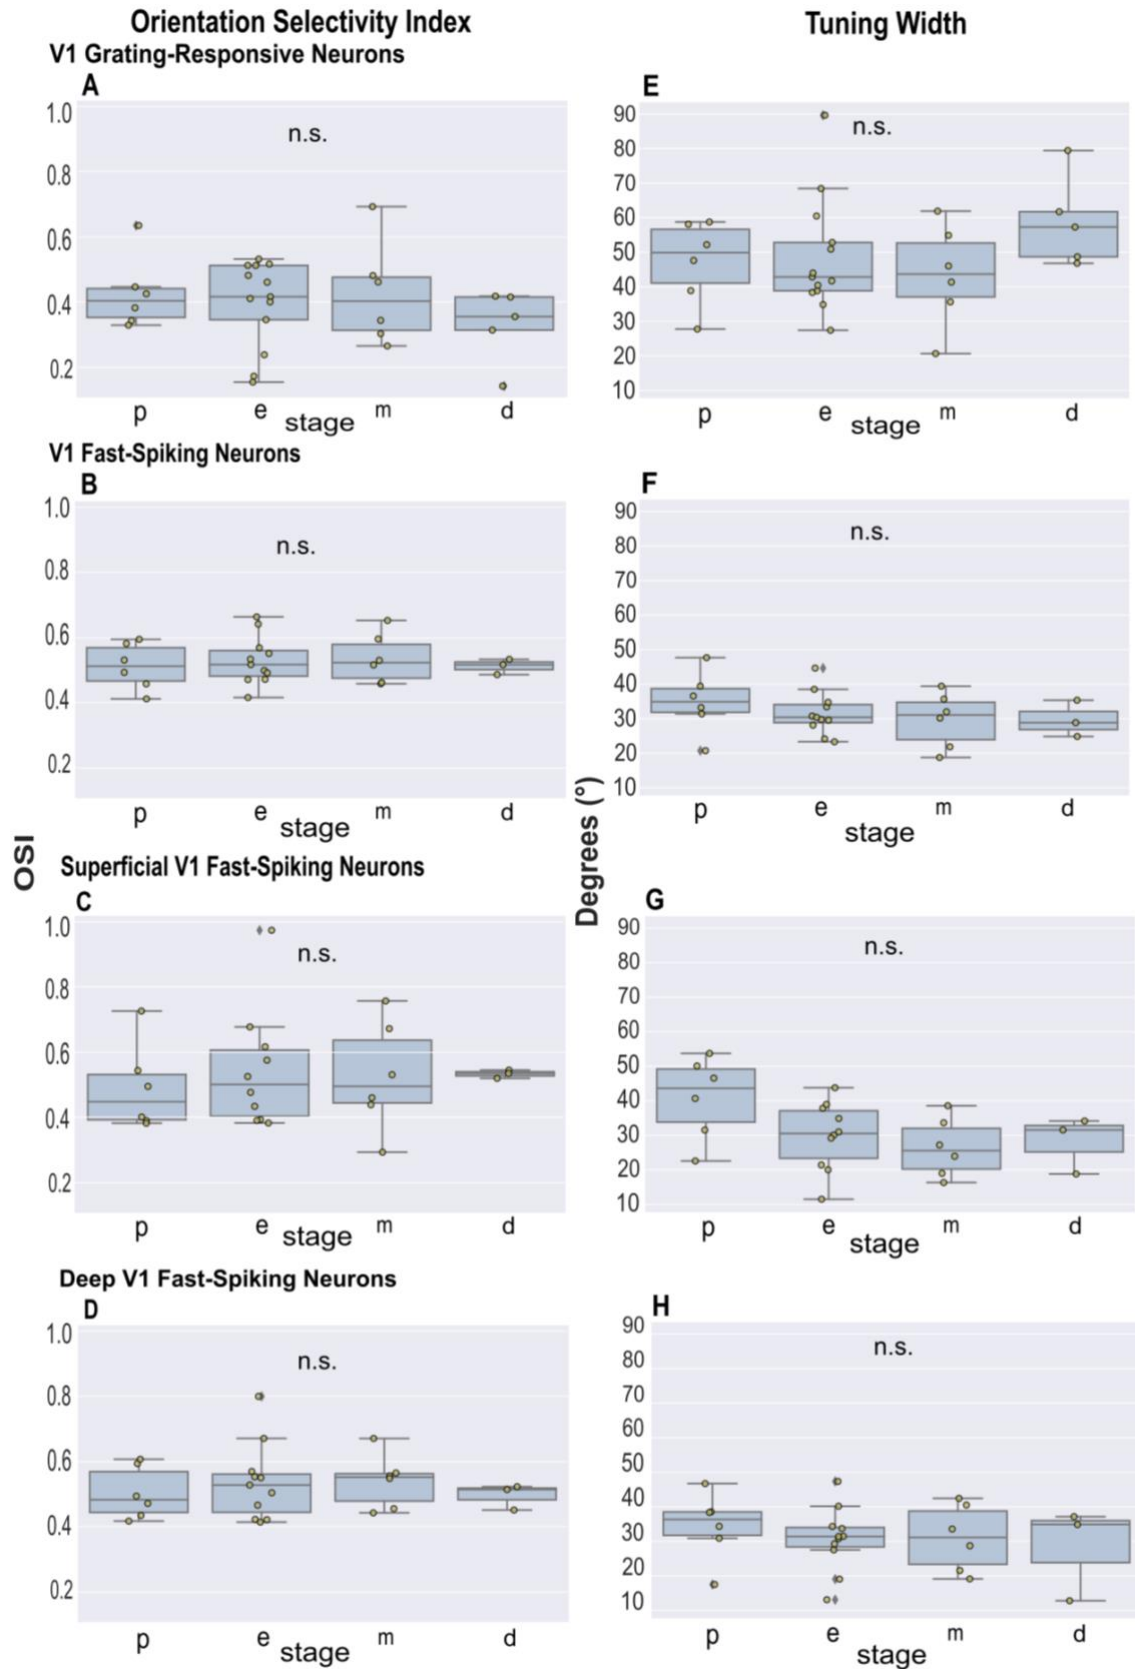 Orientation Selectivity Index
Tuning Width
V1 Grating-Responsive Neurons
A
1.0
0.8
0.6
0.4
0.2
n.s.
p e m d
stage
E
90
80
70
60
50
40
30
20
10
n.s.
p e m d
stage
V1 Fast-Spiking Neurons
B
1.0
0.8
0.6
0.4
0.2
n.s.
p e m d
stage
F
90
80
70
60
50
40
30
20
10
n.s.
p e m d
stage
OSI
Degrees (°)
Superficial V1 Fast-Spiking Neurons
C
1.0
0.8
0.6
0.4
0.2
n.s.
p e m d
stage
G
90
80
70
60
50
40
30
20
10
n.s.
p e m d
stage
Deep V1 Fast-Spiking Neurons
D
1.0
0.8
0.6
0.4
0.2
n.s.
p e m d
stage
H
90
80
70
60
50
40
30
20
10
n.s.
p e m d
stage